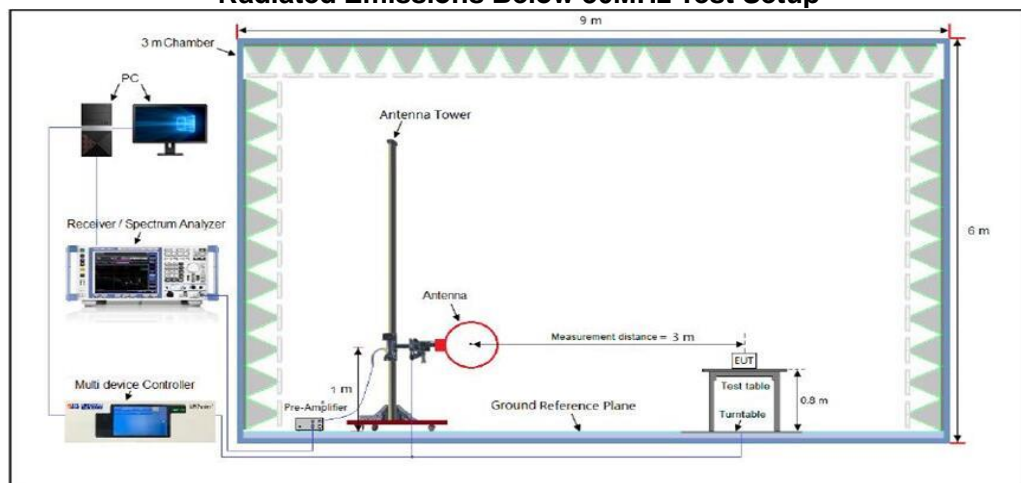 Radiated Emissions Below 30MHz Test Setup
9 m
3 m Chamber
PC
Antenna Tower
Receiver / Spectrum Analyzer
6 m
Antenna
Measurement distance = 3 m
EUT
Multi device Controller
1 m
Test table
0.8 m
Pre-Amplifier
Ground Reference Plane
Turntable